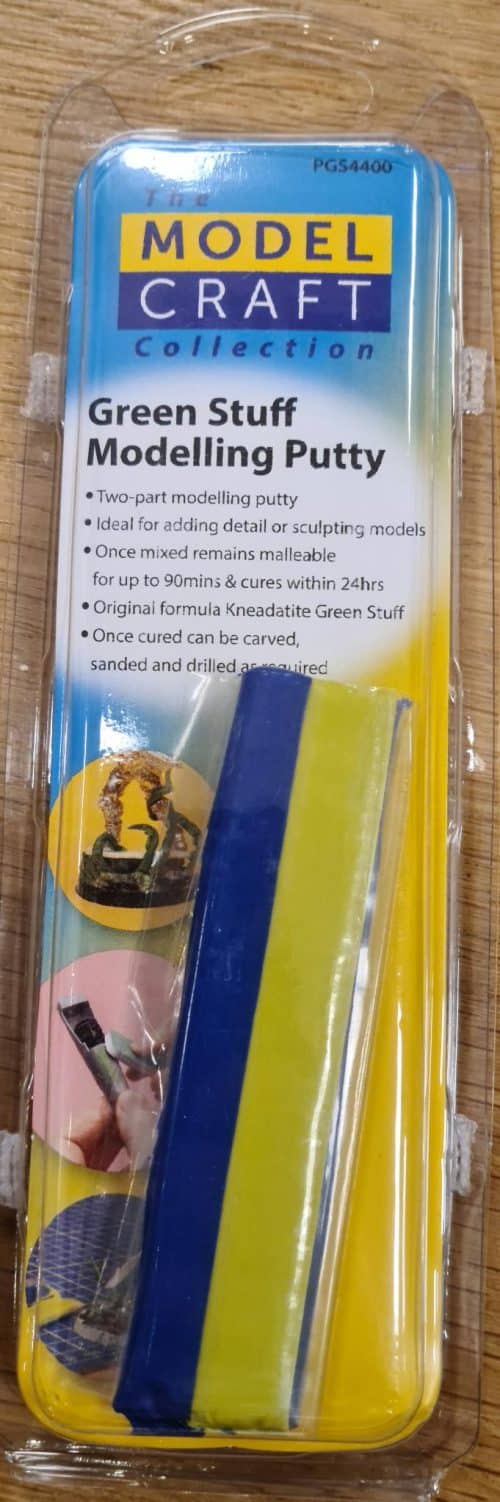 PGS4400
The
MODEL
CRAFT
Collection
Green Stuff
Modelling Putty
• Two-part modelling putty
• Ideal for adding detail or sculpting models
• Once mixed remains malleable
for up to 90mins & cures within 24hrs
• Original formula Kneadatite Green Stuff
• Once cured can be carved,
sanded and drilled as required